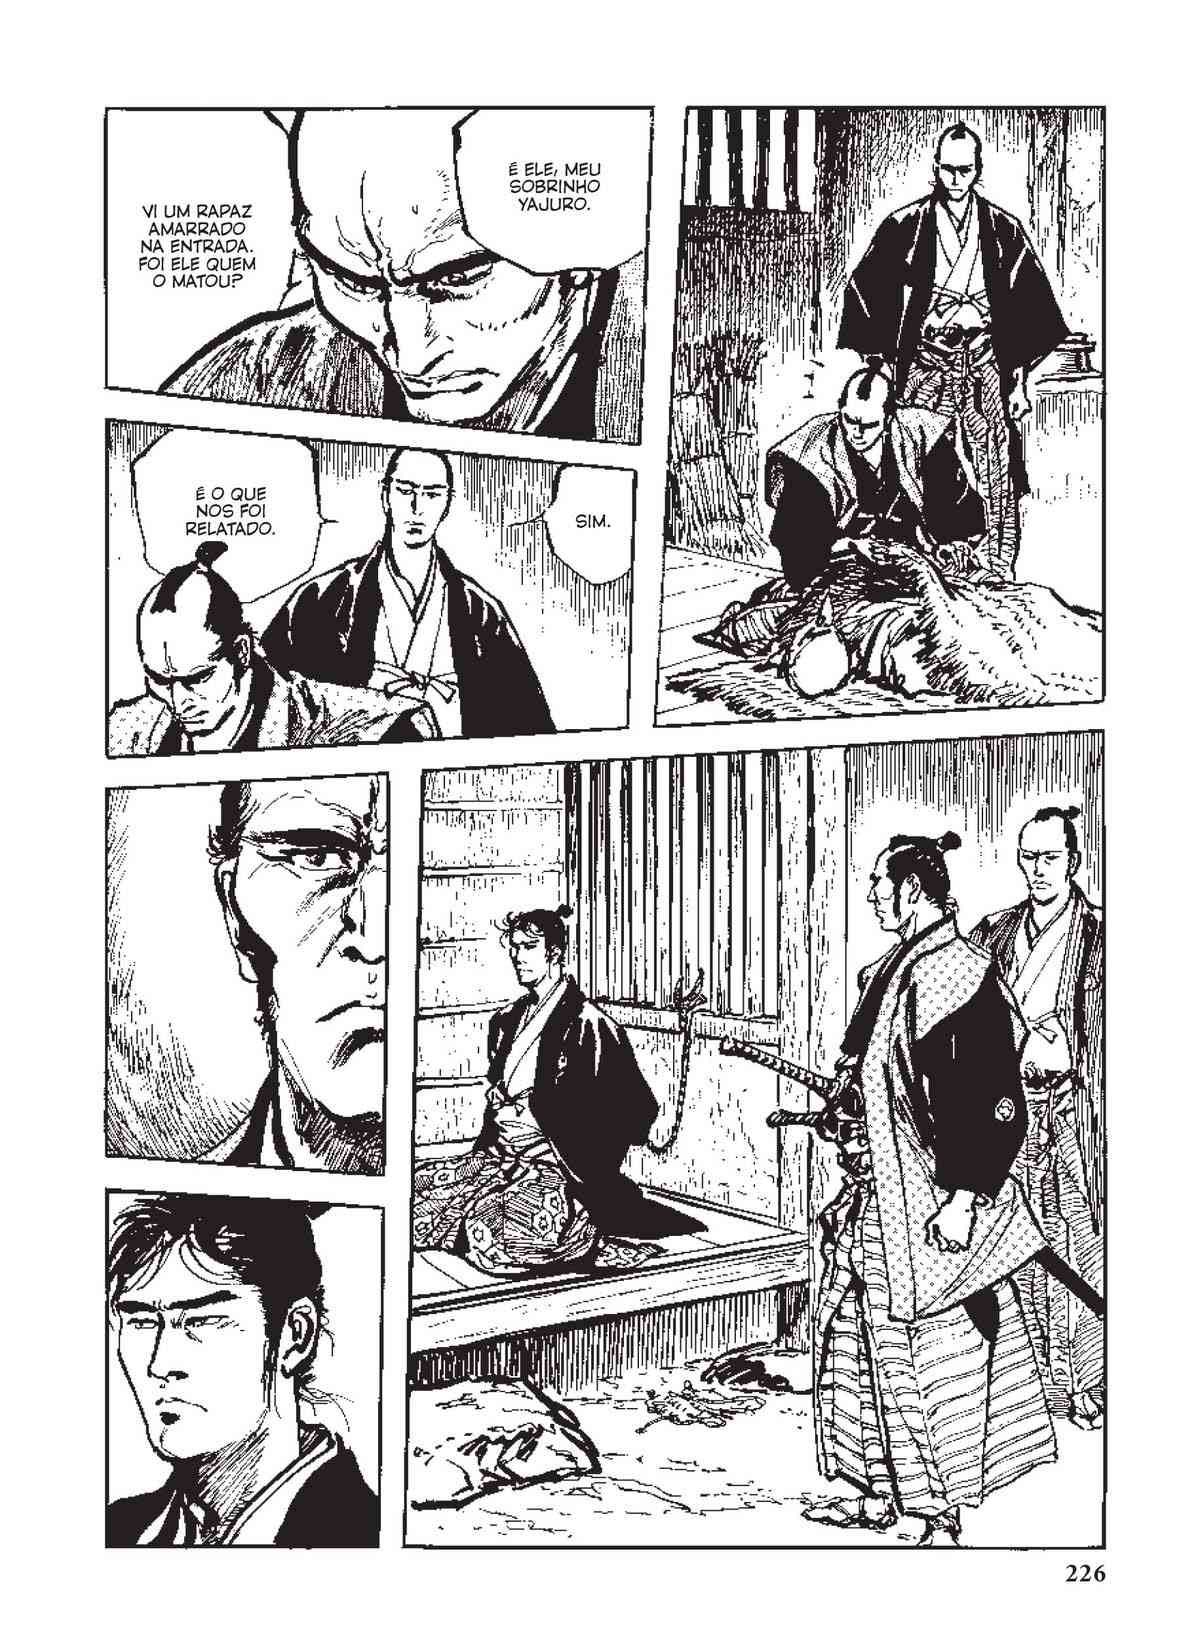 É ELE, MEU
SOBRINHO
YAJURO.
VI UM RAPAZ
AMARRADO
NA ENTRADA.
FOI ELE QUEM
O MATOU?
SIM.
É O QUE
NOS FOI
RELATADO.
226